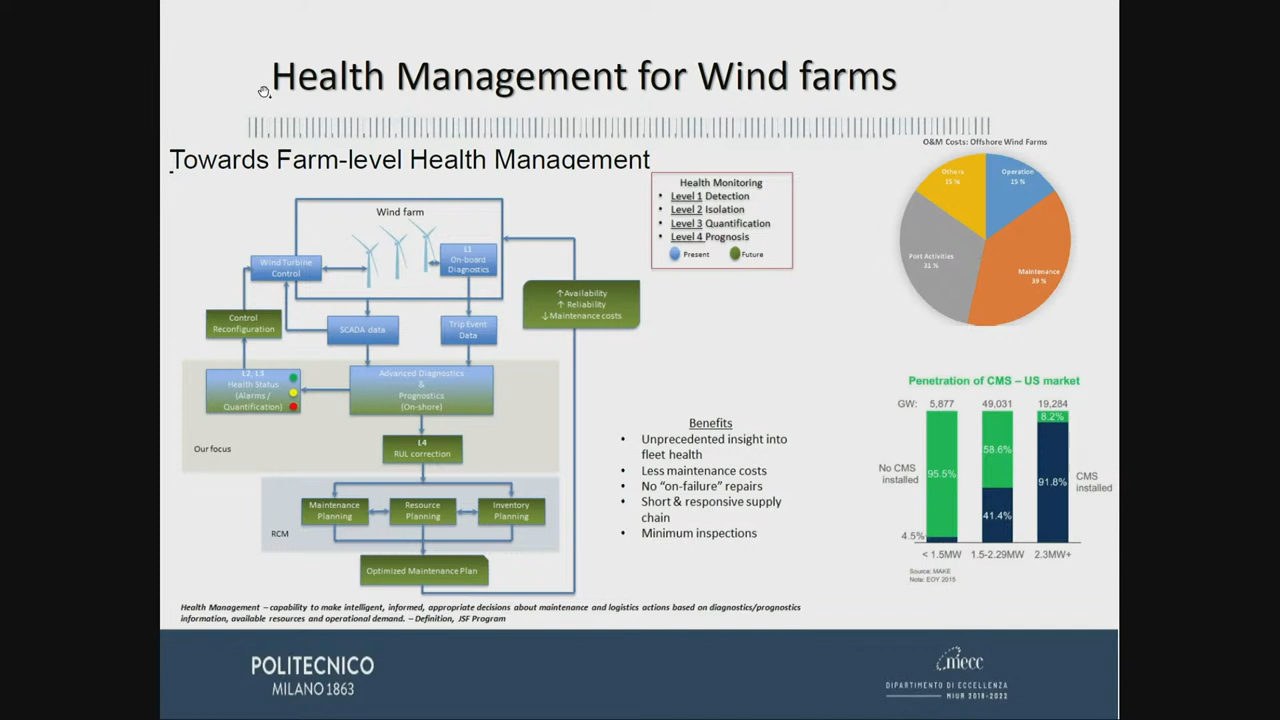 Health Management for Wind farms
Towards Farm-level Health Management
Wind farm
Wind Turbine
Control
L1
On-board
Diagnostics
Control
Reconfiguration
SCADA data
Trip Event
Data
L2, L3
Health Status
(Alarms /
Quantification)
Advanced Diagnostics
&
Prognostics
(On-shore)
Our focus
L4
RUL correction
Maintenance
Planning
Resource
Planning
Inventory
Planning
RCM
Optimized Maintenance Plan
↑Availability
↑ Reliability
↓Maintenance costs
Health Monitoring
• Level 1 Detection
• Level 2 Isolation
• Level 3 Quantification
• Level 4 Prognosis
Present
Future
Benefits
• Unprecedented insight into
fleet health
• Less maintenance costs
• No “on-failure” repairs
• Short & responsive supply
chain
• Minimum inspections
O&M Costs: Offshore Wind Farms
Others
15 %
Operation
15 %
Port Activities
31 %
Maintenance
39 %
Penetration of CMS – US market
GW: 5,877 49,031 19,284
8.2%
58.6%
No CMS
installed
95.5%
91.8%
CMS
installed
41.4%
4.5%
< 1.5MW 1.5-2.29MW 2.3MW+
Source: MAKE
Note: EOY 2015
Health Management – capability to make intelligent, informed, appropriate decisions about maintenance and logistics actions based on diagnostics/prognostics
information, available resources and operational demand. – Definition, JSF Program
POLITECNICO
MILANO 1863
mecc
DIPARTIMENTO DI ECCELLENZA
MIUR 2018-2022